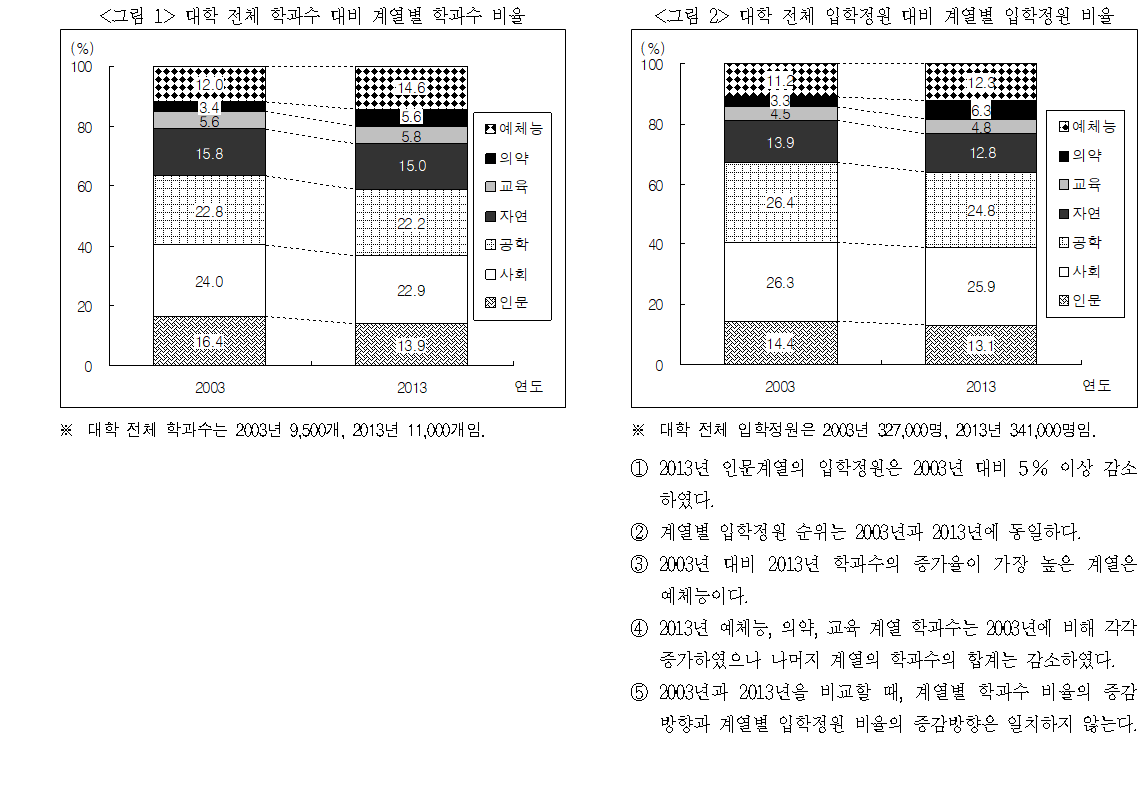 <그림 1> 대학 전체 학과수 대비 계열별 학과수 비율
(%)
100
80
60
40
20
0
12.0
3.4
5.6
15.8
22.8
24.0
16.4
14.6
5.6
5.8
15.0
22.2
22.9
13.9
2003
2013
연도
예체능
의약
교육
자연
공학
사회
인문
※ 대학 전체 학과수는 2003년 9,500개, 2013년 11,000개임.
<그림 2> 대학 전체 입학정원 대비 계열별 입학정원 비율
(%)
100
80
60
40
20
0
11.2
3.3
4.5
13.9
26.4
26.3
14.4
12.3
6.3
4.8
12.8
24.8
25.9
13.1
2003
2013
연도
예체능
의약
교육
자연
공학
사회
인문
※ 대학 전체 입학정원은 2003년 327,000명, 2013년 341,000명임.
① 2013년 인문계열의 입학정원은 2003년 대비 5% 이상 감소
하였다.
② 계열별 입학정원 순위는 2003년과 2013년에 동일하다.
③ 2003년 대비 2013년 학과수의 증가율이 가장 높은 계열은
예체능이다.
④ 2013년 예체능, 의약, 교육 계열 학과수는 2003년에 비해 각각
증가하였으나 나머지 계열의 학과수의 합계는 감소하였다.
⑤ 2003년과 2013년을 비교할 때, 계열별 학과수 비율의 증감
방향과 계열별 입학정원 비율의 증감방향은 일치하지 않는다.